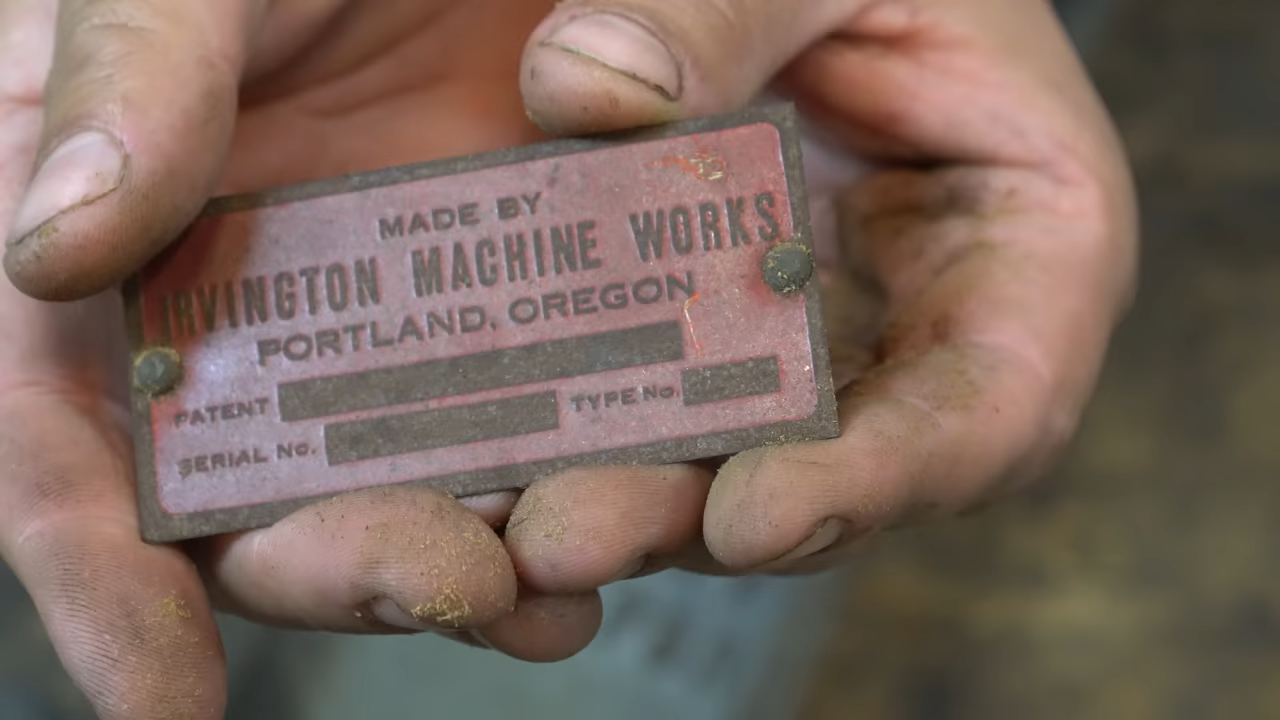 MADE BY
IRVINGTON MACHINE WORKS
PORTLAND, OREGON
PATENT
TYPE No.
SERIAL No.